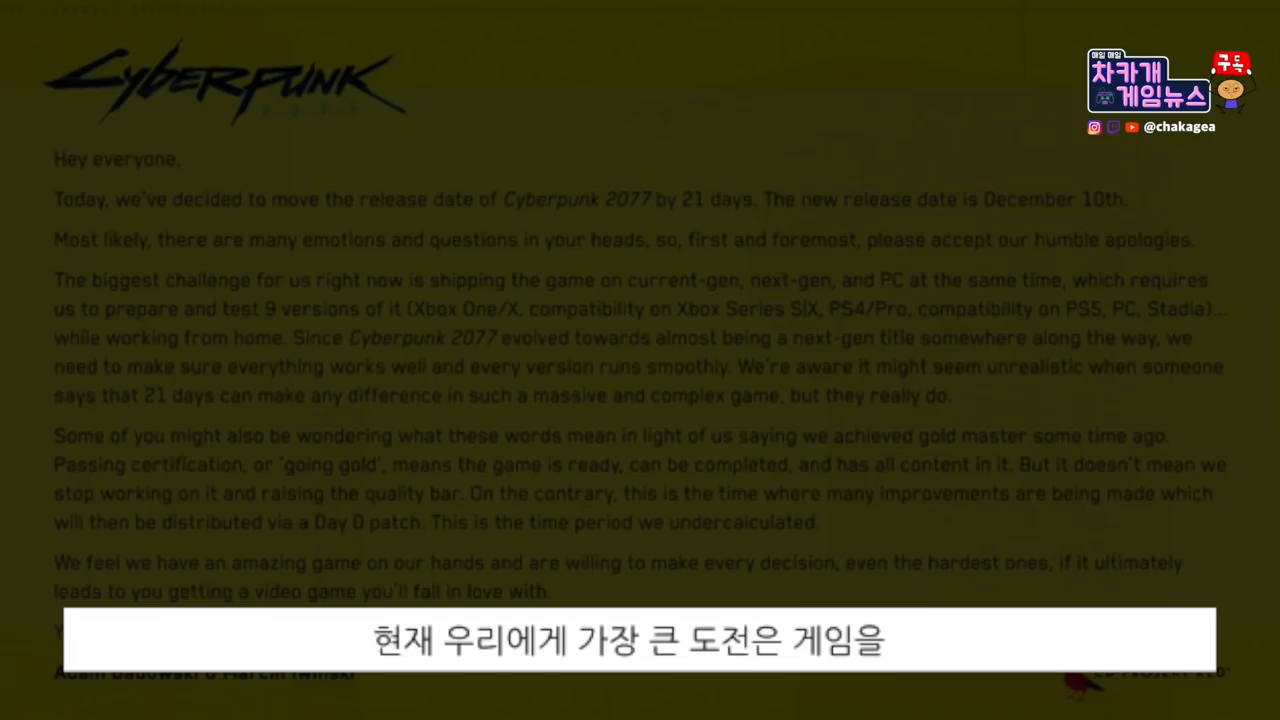 매일 매일
차카개
게임뉴스
구독
@chakagea
Cyberpunk
2077
Hey everyone,
Today, we've decided to move the release date of Cyberpunk 2077 by 21 days. The new release date is December 10th.
Most likely, there are many emotions and questions in your heads, so, first and foremost, please accept our humble apologies.
The biggest challenge for us right now is shipping the game on current-gen, next-gen, and PC at the same time, which requires
us to prepare and test 9 versions of it (Xbox One/X, compatibility on Xbox Series S|X, PS4/Pro, compatibility on PS5, PC, Stadia)...
while working from home. Since Cyberpunk 2077 evolved towards almost being a next-gen title somewhere along the way, we
need to make sure everything works well and every version runs smoothly. We're aware it might seem unrealistic when someone
says that 21 days can make any difference in such a massive and complex game, but they really do.
Some of you might also be wondering what these words mean in light of us saying we achieved gold master some time ago.
Passing certification, or 'going gold', means the game is ready, can be completed, and has all content in it. But it doesn't mean we
stop working on it and raising the quality bar. On the contrary, this is the time where many improvements are being made which
will then be distributed via a Day 0 patch. This is the time period we undercalculated.
We feel we have an amazing game on our hands and are willing to make every decision, even the hardest ones, if it ultimately
leads to you getting a video game you'll fall in love with.
현재 우리에게 가장 큰 도전은 게임을
Adam Badowski & Marcin Iwiński
CD PROJEKT RED